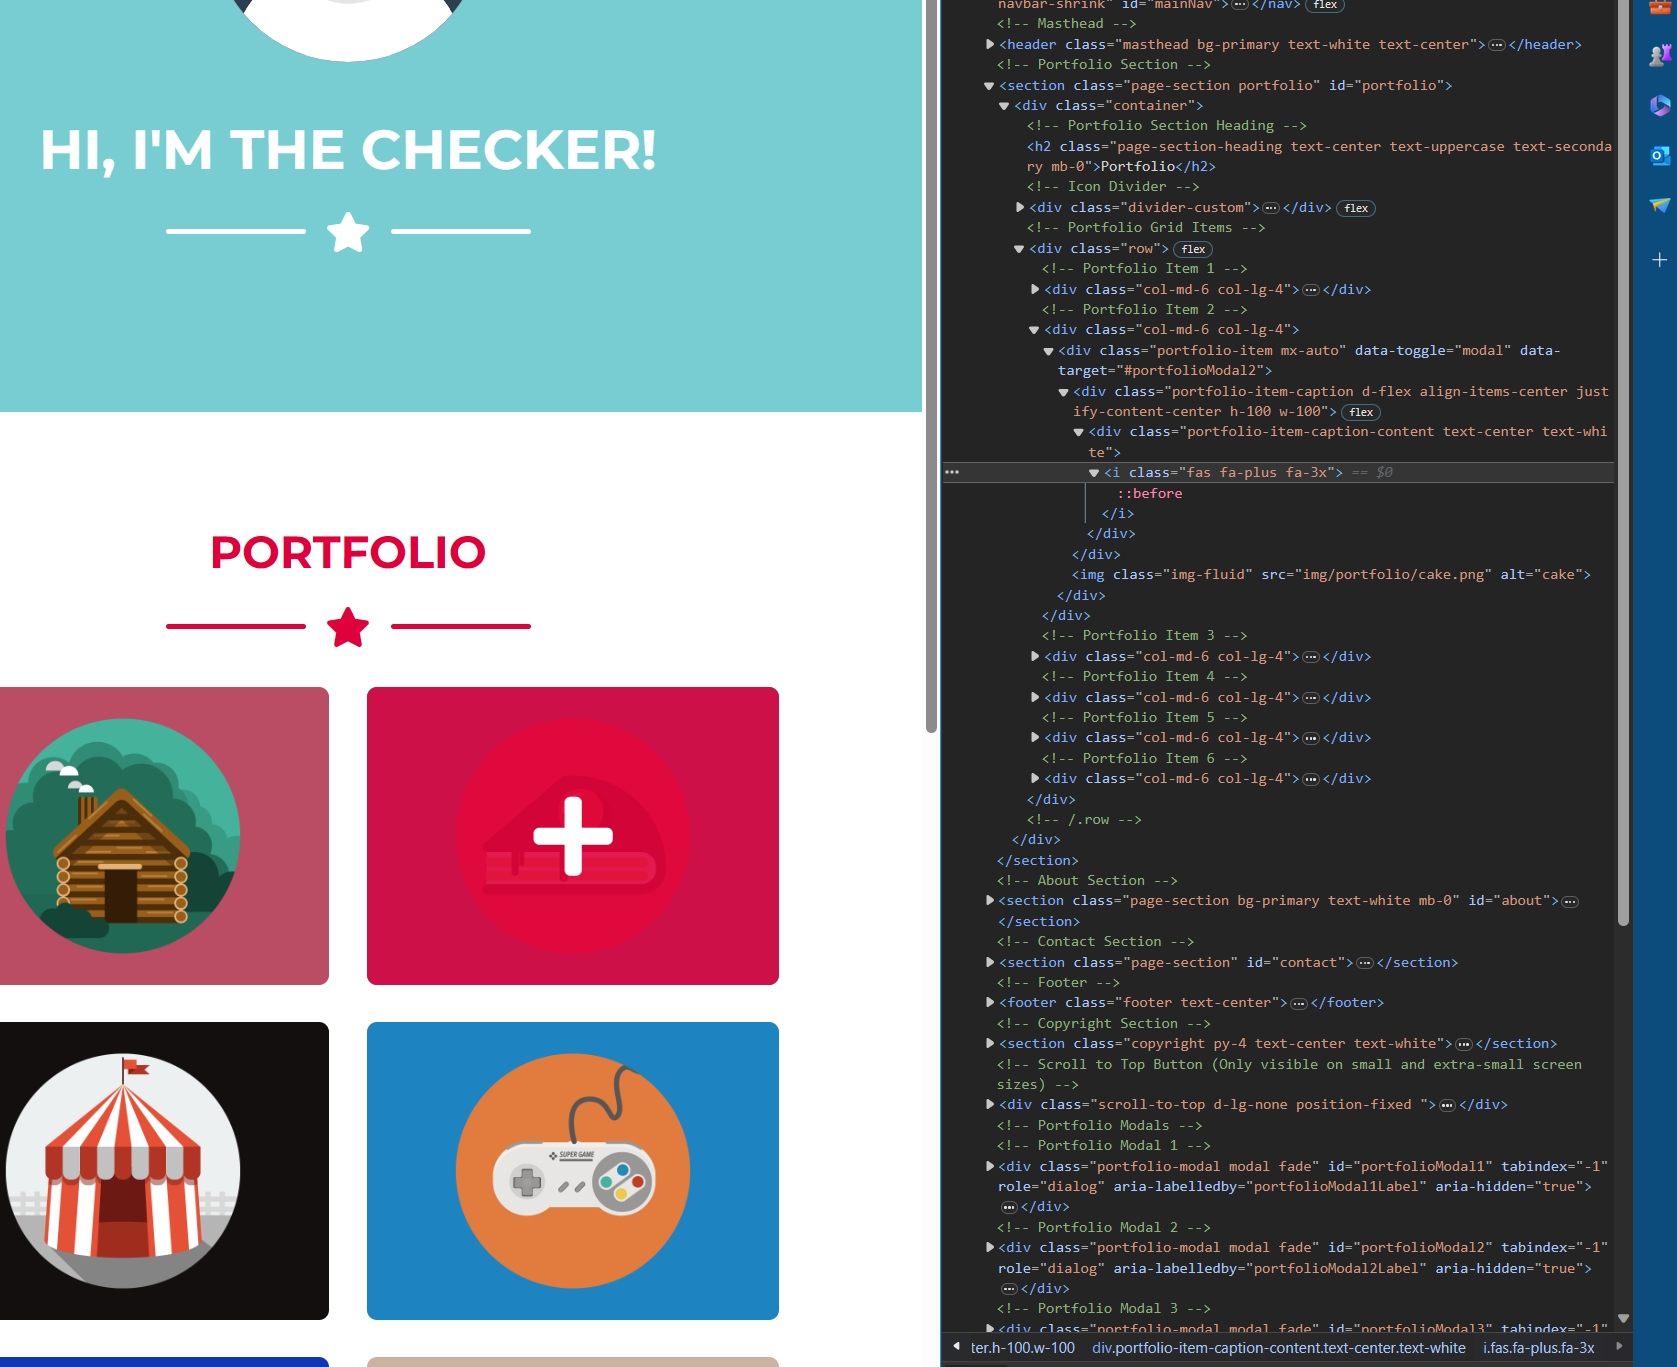 HI, I'M THE CHECKER!
PORTFOLIO
SUPER GAME
navbar-shrink" id="mainNav">…</nav> flex
<!-- Masthead -->
<header class="masthead bg-primary text-white text-center">…</header>
<!-- Portfolio Section -->
<section class="page-section portfolio" id="portfolio">
<div class="container">
<!-- Portfolio Section Heading -->
<h2 class="page-section-heading text-center text-uppercase text-seconda
ry mb-0">Portfolio</h2>
<!-- Icon Divider -->
<div class="divider-custom">…</div> flex
<!-- Portfolio Grid Items -->
<div class="row"> flex
<!-- Portfolio Item 1 -->
<div class="col-md-6 col-lg-4">…</div>
<!-- Portfolio Item 2 -->
<div class="col-md-6 col-lg-4">
<div class="portfolio-item mx-auto" data-toggle="modal" data-
target="#portfolioModal2">
<div class="portfolio-item-caption d-flex align-items-center just
ify-content-center h-100 w-100"> flex
<div class="portfolio-item-caption-content text-center text-whi
te">
… <i class="fas fa-plus fa-3x"> == $0
::before
</i>
</div>
</div>
<img class="img-fluid" src="img/portfolio/cake.png" alt="cake">
</div>
</div>
<!-- Portfolio Item 3 -->
<div class="col-md-6 col-lg-4">…</div>
<!-- Portfolio Item 4 -->
<div class="col-md-6 col-lg-4">…</div>
<!-- Portfolio Item 5 -->
<div class="col-md-6 col-lg-4">…</div>
<!-- Portfolio Item 6 -->
<div class="col-md-6 col-lg-4">…</div>
</div>
<!-- /.row -->
</div>
</section>
<!-- About Section -->
<section class="page-section bg-primary text-white mb-0" id="about">…
</section>
<!-- Contact Section -->
<section class="page-section" id="contact">…</section>
<!-- Footer -->
<footer class="footer text-center">…</footer>
<!-- Copyright Section -->
<section class="copyright py-4 text-center text-white">…</section>
<!-- Scroll to Top Button (Only visible on small and extra-small screen
sizes) -->
<div class="scroll-to-top d-lg-none position-fixed ">…</div>
<!-- Portfolio Modals -->
<!-- Portfolio Modal 1 -->
<div class="portfolio-modal modal fade" id="portfolioModal1" tabindex="-1"
role="dialog" aria-labelledby="portfolioModal1Label" aria-hidden="true">
…</div>
<!-- Portfolio Modal 2 -->
<div class="portfolio-modal modal fade" id="portfolioModal2" tabindex="-1"
role="dialog" aria-labelledby="portfolioModal2Label" aria-hidden="true">
…</div>
<!-- Portfolio Modal 3 -->
<div class="portfolio-modal modal fade" id="portfolioModal3" tabindex="-1"
ter.h-100.w-100 div.portfolio-item-caption-content.text-center.text-white i.fas.fa-plus.fa-3x